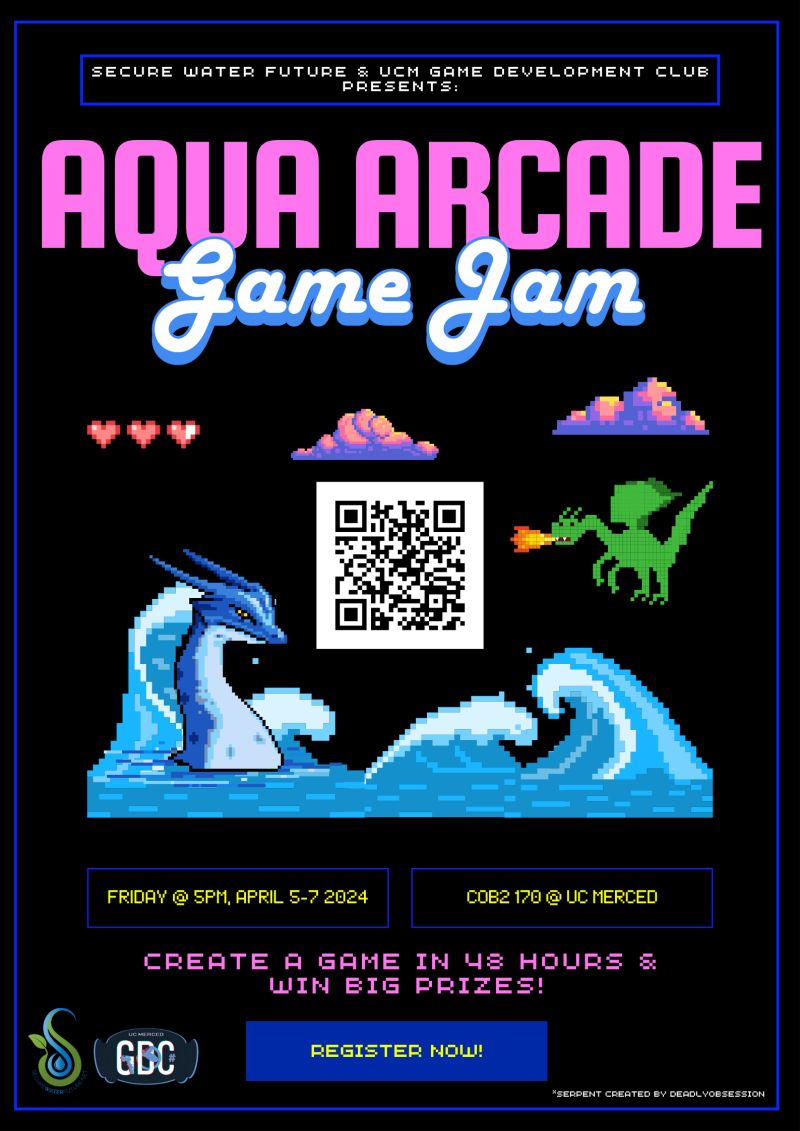 SECURE WATER FUTURE & UCM GAME DEVELOPMENT CLUB
PRESENTS:
AQUA ARCADE
Game Jam
FRIDAY @ 5PM, APRIL 5-7 2024
COB2 170 @ UC MERCED
CREATE A GAME IN 48 HOURS &
WIN BIG PRIZES!
UC MERCED
GDC
#
REGISTER NOW!
*SERPENT CREATED BY DEADLYOBSESSION